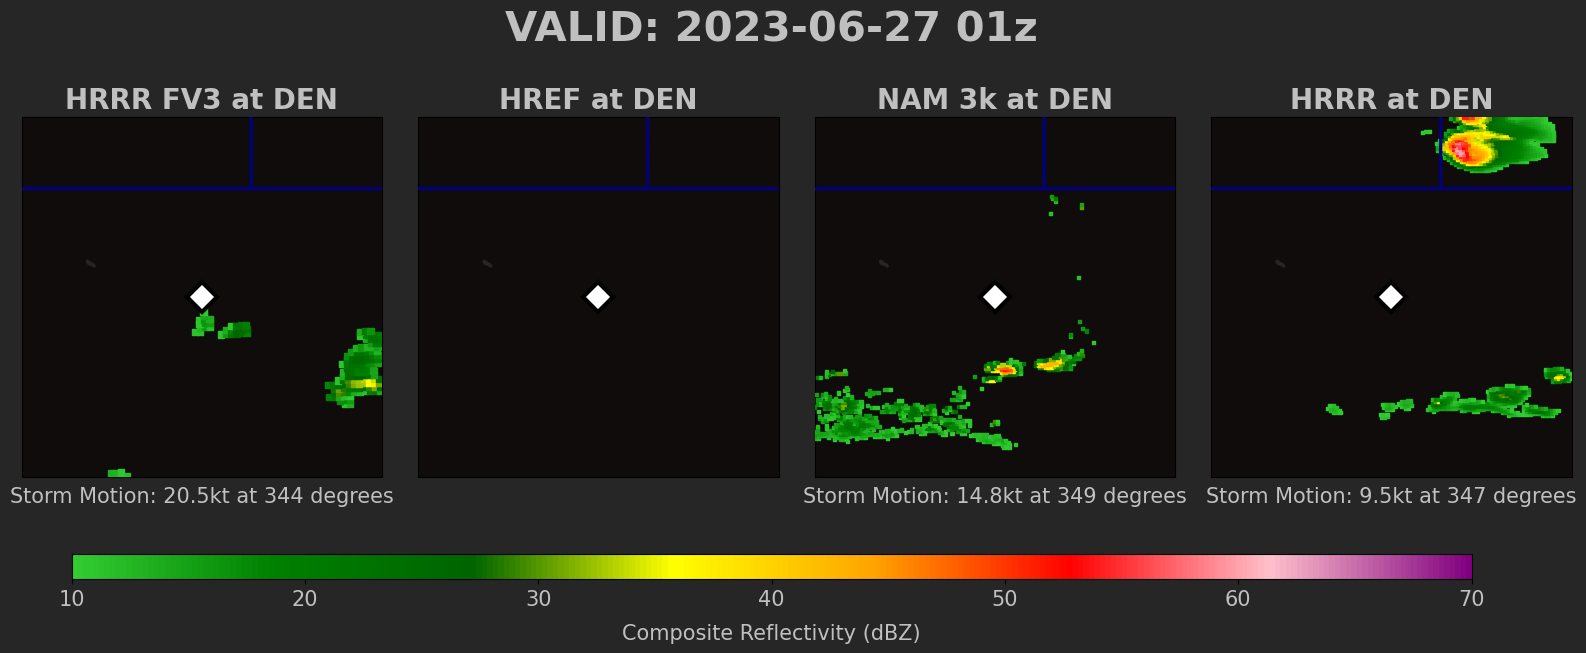 VALID: 2023-06-27 01z
HRRR FV3 at DEN
HREF at DEN
NAM 3k at DEN
HRRR at DEN
Storm Motion: 20.5kt at 344 degrees
Storm Motion: 14.8kt at 349 degrees
Storm Motion: 9.5kt at 347 degrees
10 20 30 40 50 60 70
Composite Reflectivity (dBZ)